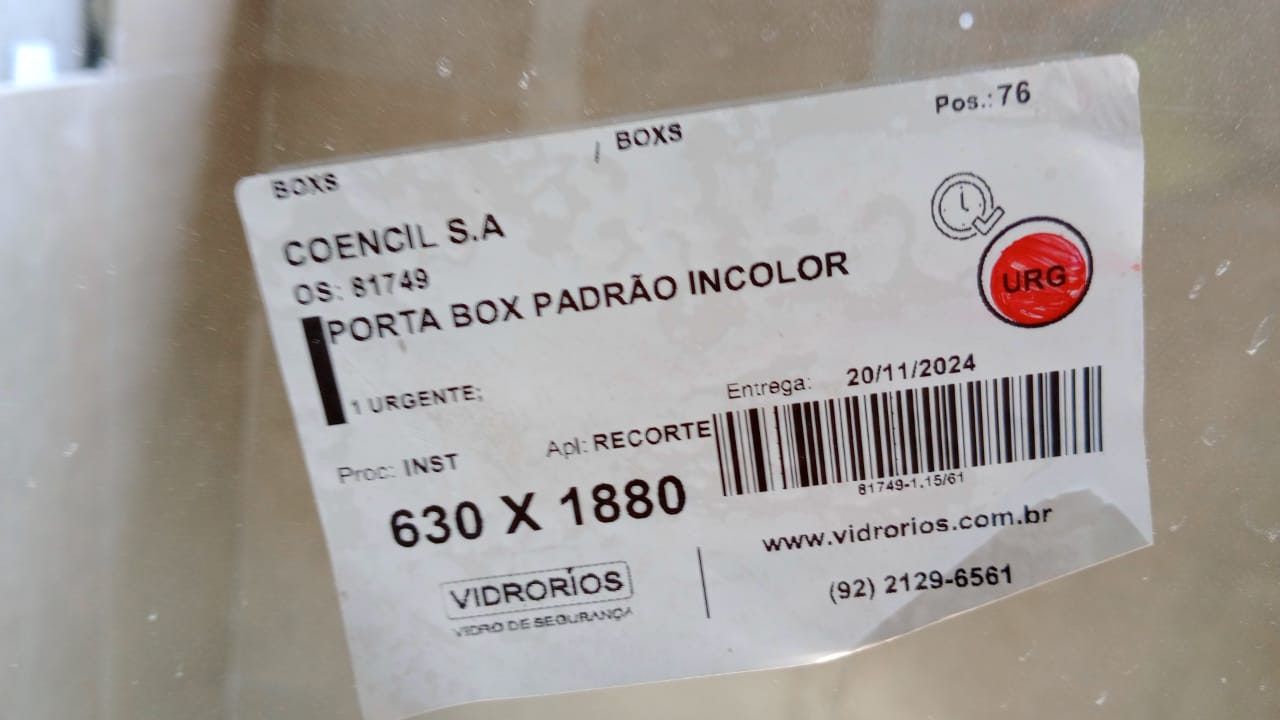 Pos.: 76
BOXS / BOXS
COENCIL S.A
OS: 81749
PORTA BOX PADRÃO INCOLOR
URG
1 URGENTE;
Entrega: 20/11/2024
Proc: INST Apl: RECORTE
81749-1.15/61
630 X 1880
www.vidrorios.com.br
VIDRORÍOS
VIDRO DE SEGURANÇA
(92) 2129-6561